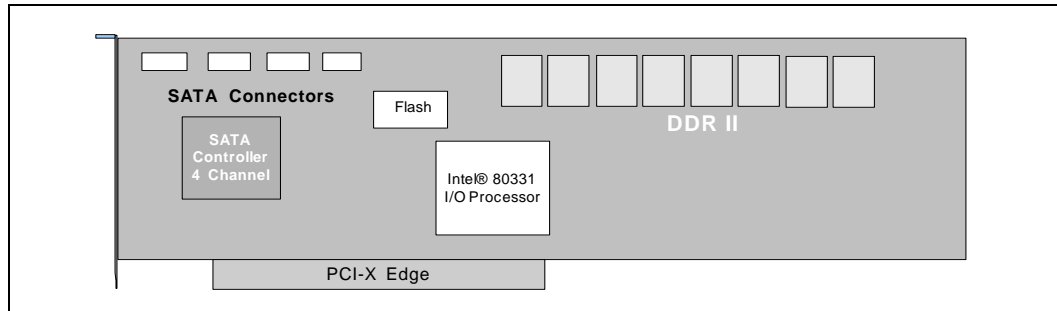 SATA Connectors
Flash
DDR II
SATA
Controller
4 Channel
Intel® 80331
I/O Processor
PCI-X Edge